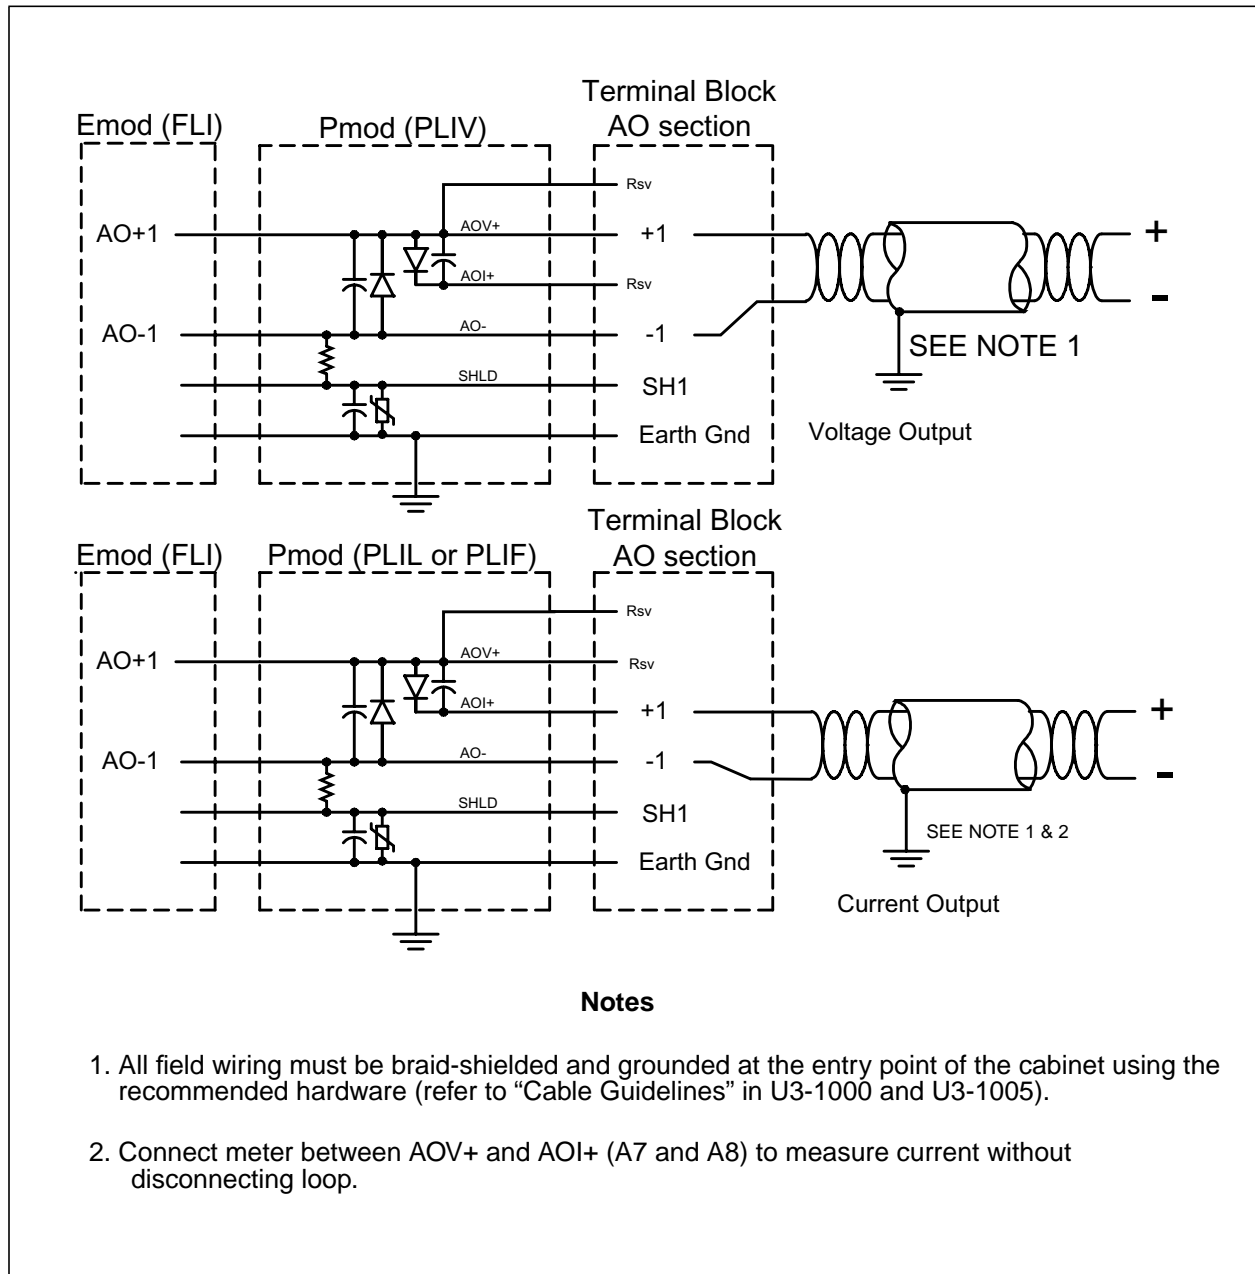 Terminal Block
AO section
Emod (FLI)
Pmod (PLIV)
Rsv
AO+1
AOV+
+1
+
AOI+
Rsv
-
AO-1
AO-
-1
SEE NOTE 1
SHLD
SH1
Earth Gnd
Voltage Output
Terminal Block
AO section
Emod (FLI)
Pmod (PLIL or PLIF)
Rsv
AO+1
AOV+
Rsv
AOI+
+1
+
AO-1
AO-
-1
-
SHLD
SH1
SEE NOTE 1 & 2
Earth Gnd
Current Output
Notes
1. All field wiring must be braid-shielded and grounded at the entry point of the cabinet using the
recommended hardware (refer to “Cable Guidelines” in U3-1000 and U3-1005).
2. Connect meter between AOV+ and AOI+ (A7 and A8) to measure current without
disconnecting loop.